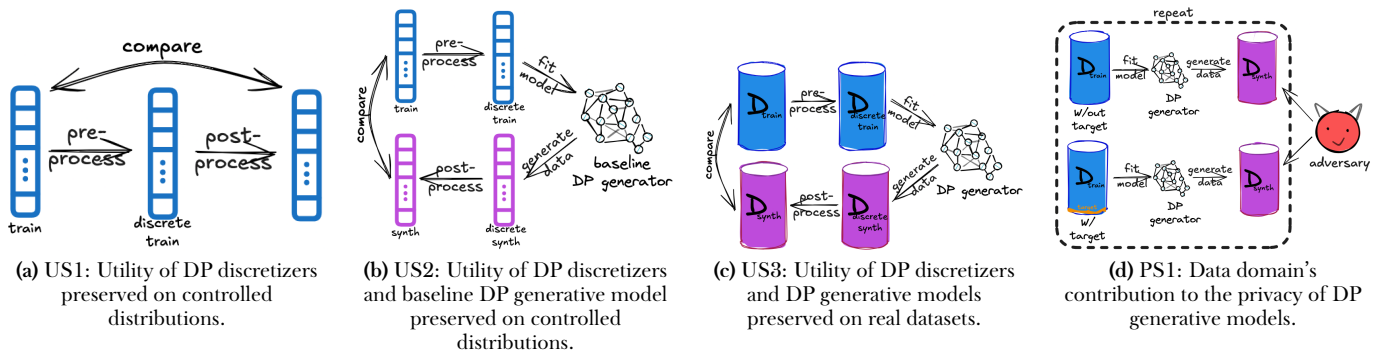 compare
pre-
process
post-
process
train
discrete
train
(a) US1: Utility of DP discretizers
preserved on controlled
distributions.
compare
pre-
process
fit
model
train
discrete
train
generate
data
baseline
DP generator
post-
process
synth
discrete
synth
(b) US2: Utility of DP discretizers
and baseline DP generative model
preserved on controlled
distributions.
compare
D train
pre-
process
D discrete
train
fit
model
generate
data
DP generator
D synth
post-
process
D discrete
synth
(c) US3: Utility of DP discretizers
and DP generative models
preserved on real datasets.
repeat
D train
fit
model
generate
data
D synth
DP
generator
w/out
target
adversary
D train
target
fit
model
generate
data
D synth
DP
generator
w/
target
(d) PS1: Data domain's
contribution to the privacy of DP
generative models.